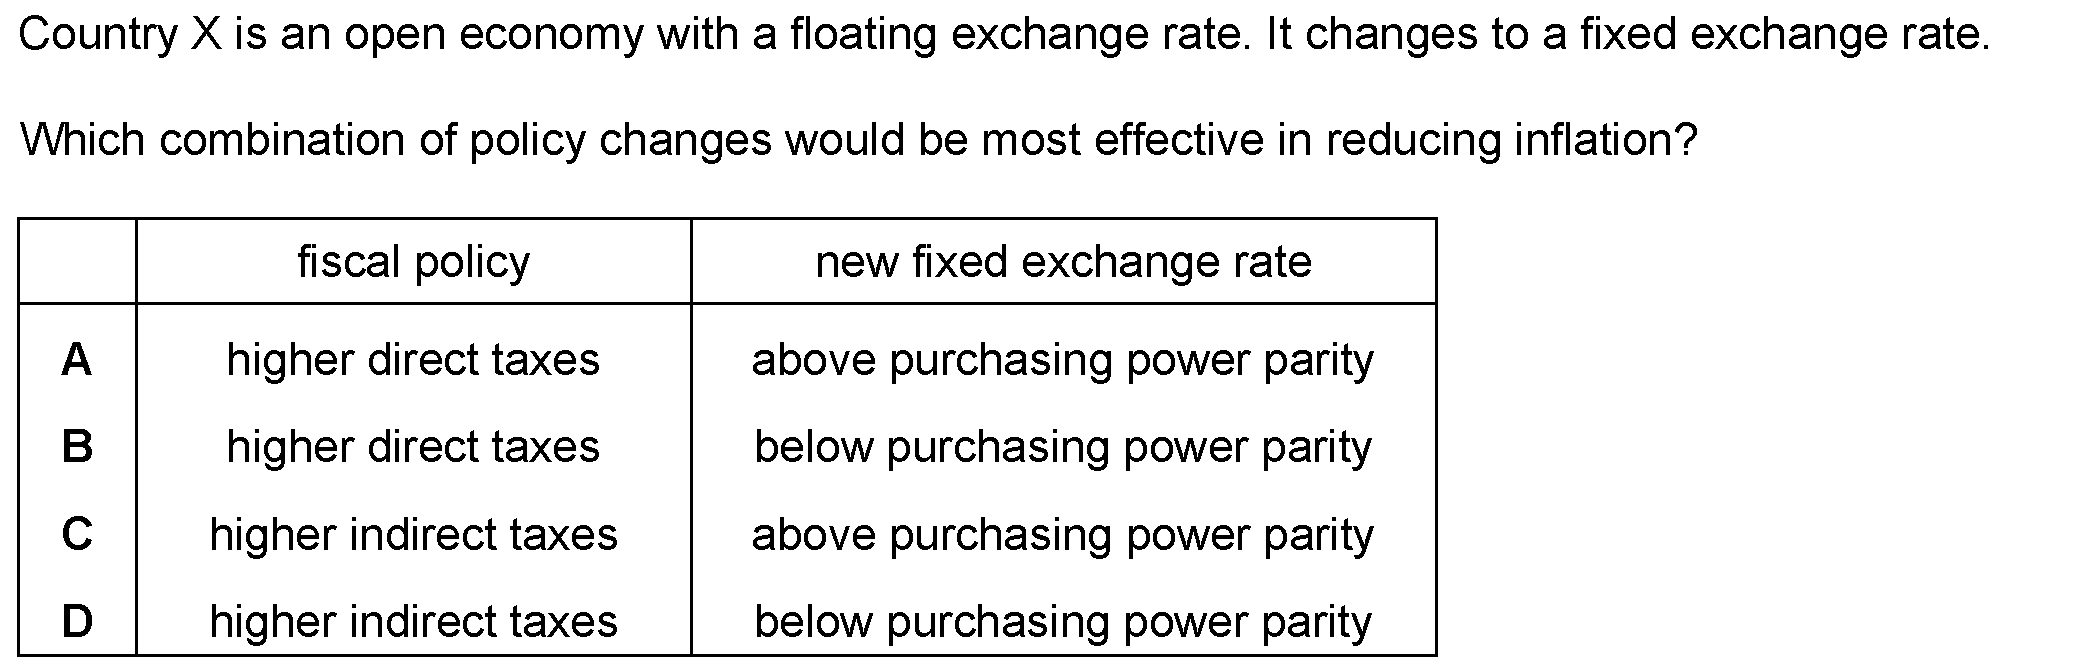 Country X is an open economy with a floating exchange rate. It changes to a fixed exchange rate.
Which combination of policy changes would be most effective in reducing inflation?
fiscal policy new fixed exchange rate
A higher direct taxes above purchasing power parity
B higher direct taxes below purchasing power parity
C higher indirect taxes above purchasing power parity
D higher indirect taxes below purchasing power parity